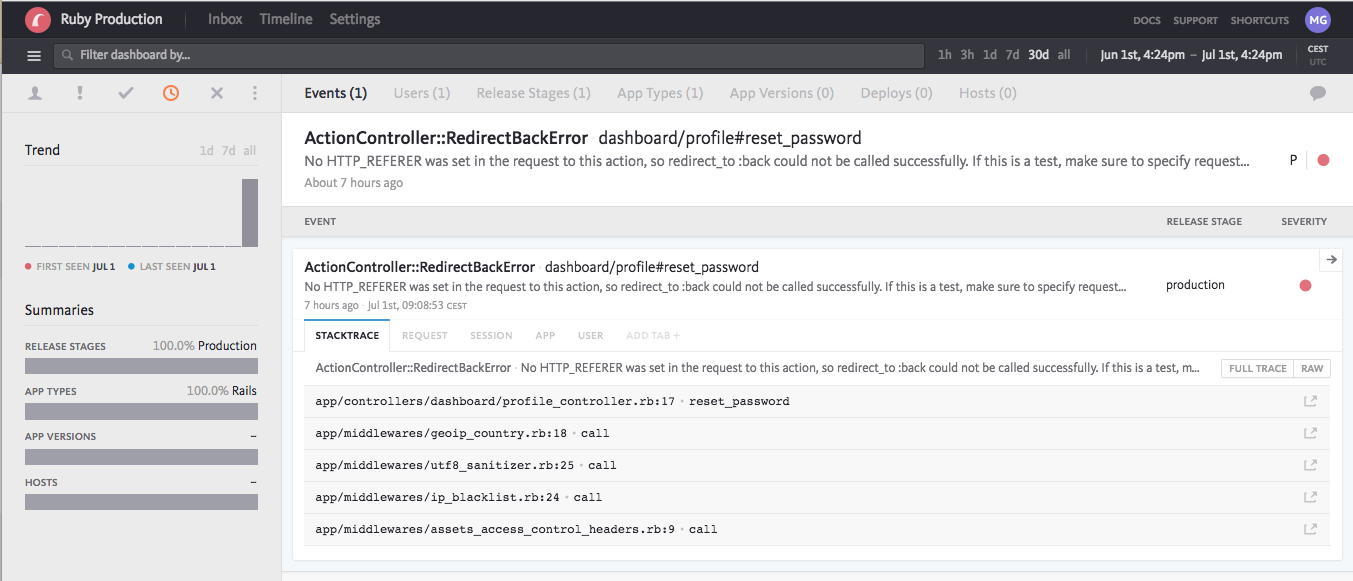 Ruby Production Inbox Timeline Settings DOCS SUPPORT SHORTCUTS MG
Filter dashboard by... 1h 3h 1d 7d 30d all Jun 1st, 4:24pm – Jul 1st, 4:24pm CEST
UTC
Events (1) Users (1) Release Stages (1) App Types (1) App Versions (0) Deploys (0) Hosts (0)
Trend 1d 7d all
FIRST SEEN JUL 1 LAST SEEN JUL 1
Summaries
RELEASE STAGES 100.0% Production
APP TYPES 100.0% Rails
APP VERSIONS –
HOSTS –
ActionController::RedirectBackError dashboard/profile#reset_password
No HTTP_REFERER was set in the request to this action, so redirect_to :back could not be called successfully. If this is a test, make sure to specify request... P
About 7 hours ago
EVENT RELEASE STAGE SEVERITY
ActionController::RedirectBackError · dashboard/profile#reset_password
No HTTP_REFERER was set in the request to this action, so redirect_to :back could not be called successfully. If this is a test, make sure to specify request... production
7 hours ago · Jul 1st, 09:08:53 CEST
STACKTRACE REQUEST SESSION APP USER ADD TAB +
ActionController::RedirectBackError · No HTTP_REFERER was set in the request to this action, so redirect_to :back could not be called successfully. If this is a test, m... FULL TRACE RAW
app/controllers/dashboard/profile_controller.rb:17 · reset_password
app/middlewares/geoip_country.rb:18 · call
app/middlewares/utf8_sanitizer.rb:25 · call
app/middlewares/ip_blacklist.rb:24 · call
app/middlewares/assets_access_control_headers.rb:9 · call